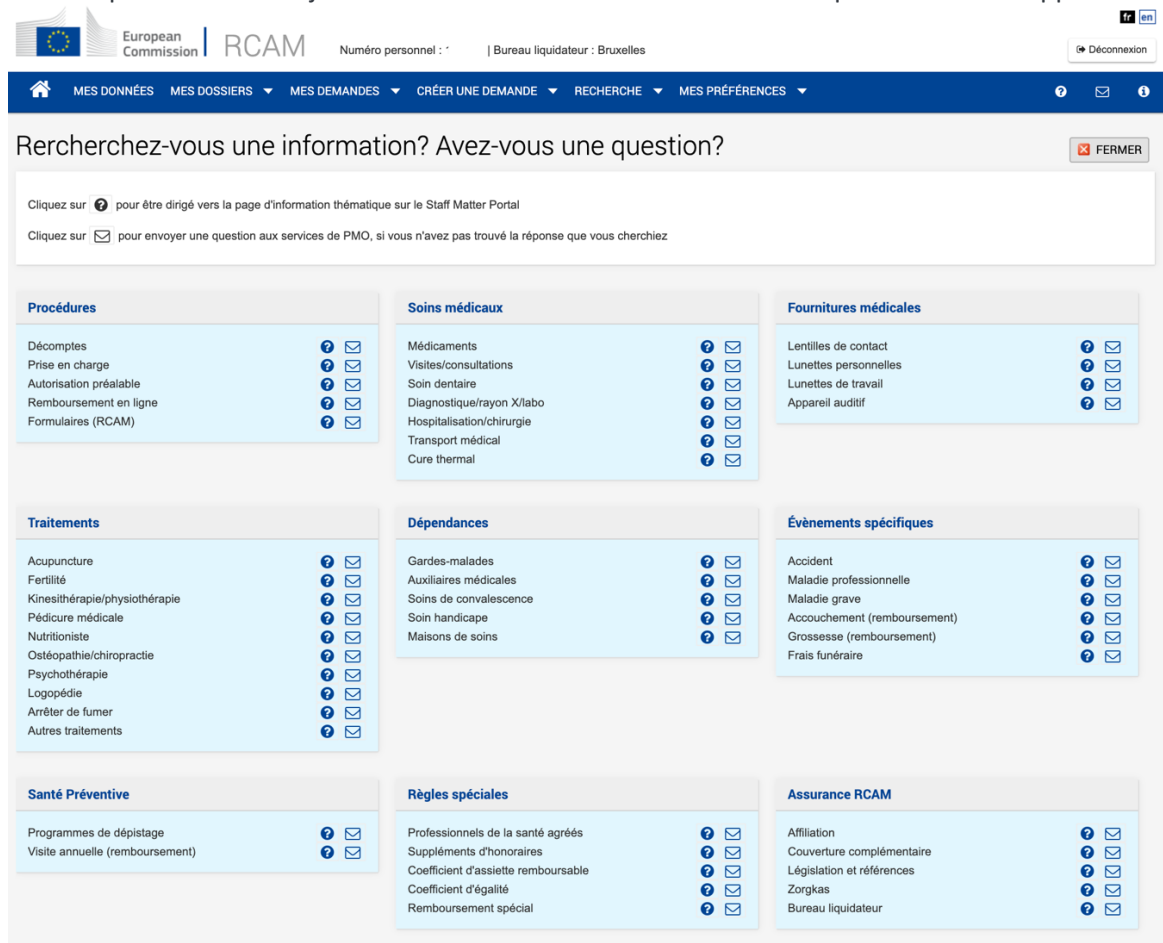 fr en
European
Commission
RCAM
Numéro personnel : | Bureau liquidateur : Bruxelles
Déconnexion
MES DONNÉES MES DOSSIERS MES DEMANDES CRÉER UNE DEMANDE RECHERCHE MES PRÉFÉRENCES
Rercherchez-vous une information? Avez-vous une question?
FERMER
Cliquez sur pour être dirigé vers la page d'information thématique sur le Staff Matter Portal
Cliquez sur pour envoyer une question aux services de PMO, si vous n'avez pas trouvé la réponse que vous cherchiez
Procédures
Décomptes
Prise en charge
Autorisation préalable
Remboursement en ligne
Formulaires (RCAM)
Soins médicaux
Médicaments
Visites/consultations
Soin dentaire
Diagnostique/rayon X/labo
Hospitalisation/chirurgie
Transport médical
Cure thermal
Fournitures médicales
Lentilles de contact
Lunettes personnelles
Lunettes de travail
Appareil auditif
Traitements
Acupuncture
Fertilité
Kinesithérapie/physiothérapie
Pédicure médicale
Nutritioniste
Ostéopathie/chiropractie
Psychothérapie
Logopédie
Arrêter de fumer
Autres traitements
Dépendances
Gardes-malades
Auxiliaires médicales
Soins de convalescence
Soin handicape
Maisons de soins
Évènements spécifiques
Accident
Maladie professionnelle
Maladie grave
Accouchement (remboursement)
Grossesse (remboursement)
Frais funéraire
Santé Préventive
Programmes de dépistage
Visite annuelle (remboursement)
Règles spéciales
Professionnels de la santé agréés
Suppléments d'honoraires
Coefficient d'assiette remboursable
Coefficient d'égalité
Remboursement spécial
Assurance RCAM
Affiliation
Couverture complémentaire
Législation et références
Zorgkas
Bureau liquidateur